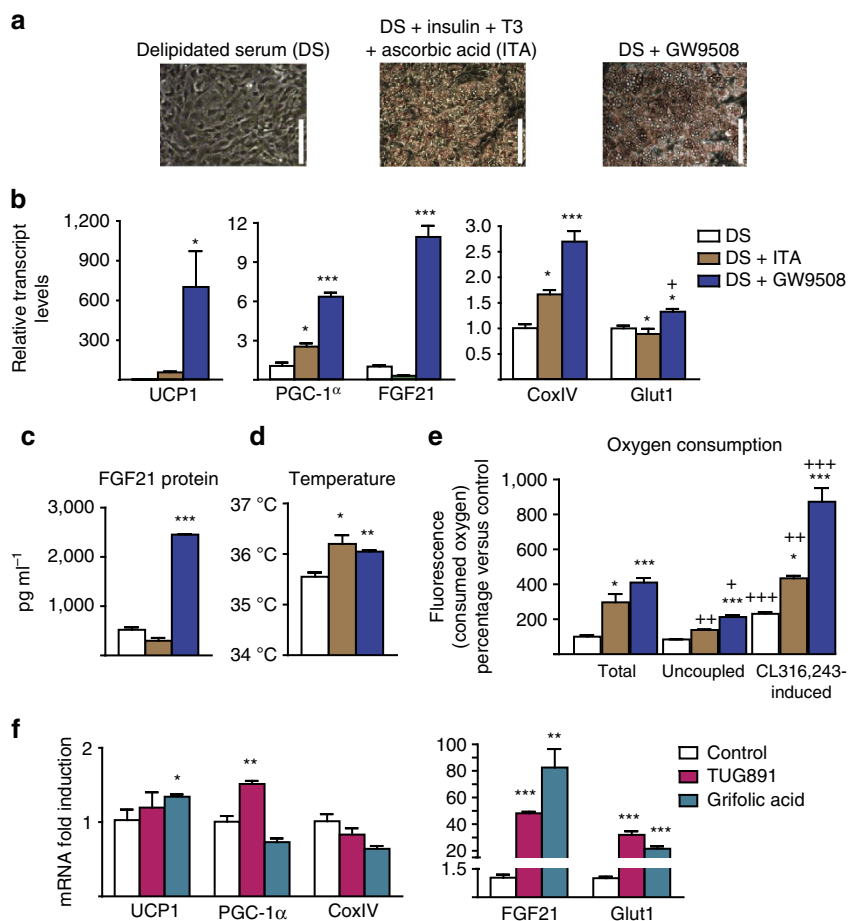 a
Delipidated serum (DS)
DS + insulin + T3
+ ascorbic acid (ITA)
DS + GW9508
b
Relative transcript
levels
1,200
900
600
300
*
UCP1
12
9
6
3
*
***
***
PGC-1α
FGF21
3.0
2.5
2.0
1.5
1.0
0.5
*
***
*
+
*
CoxIV
Glut1
DS
DS + ITA
DS + GW9508
c
FGF21 protein
pg ml−1
3,000
2,000
1,000
***
d
Temperature
37 °C
36 °C
35 °C
34 °C
*
**
e
Oxygen consumption
Fluorescence
(consumed oxygen)
percentage versus control
1,000
800
600
400
200
*
***
++
+
***
+++
++
*
+++
***
Total
Uncoupled
CL316,243-
induced
f
mRNA fold induction
2
1
*
**
UCP1
PGC-1α
CoxIV
100
80
60
40
20
1.5
***
**
***
***
FGF21
Glut1
Control
TUG891
Grifolic acid